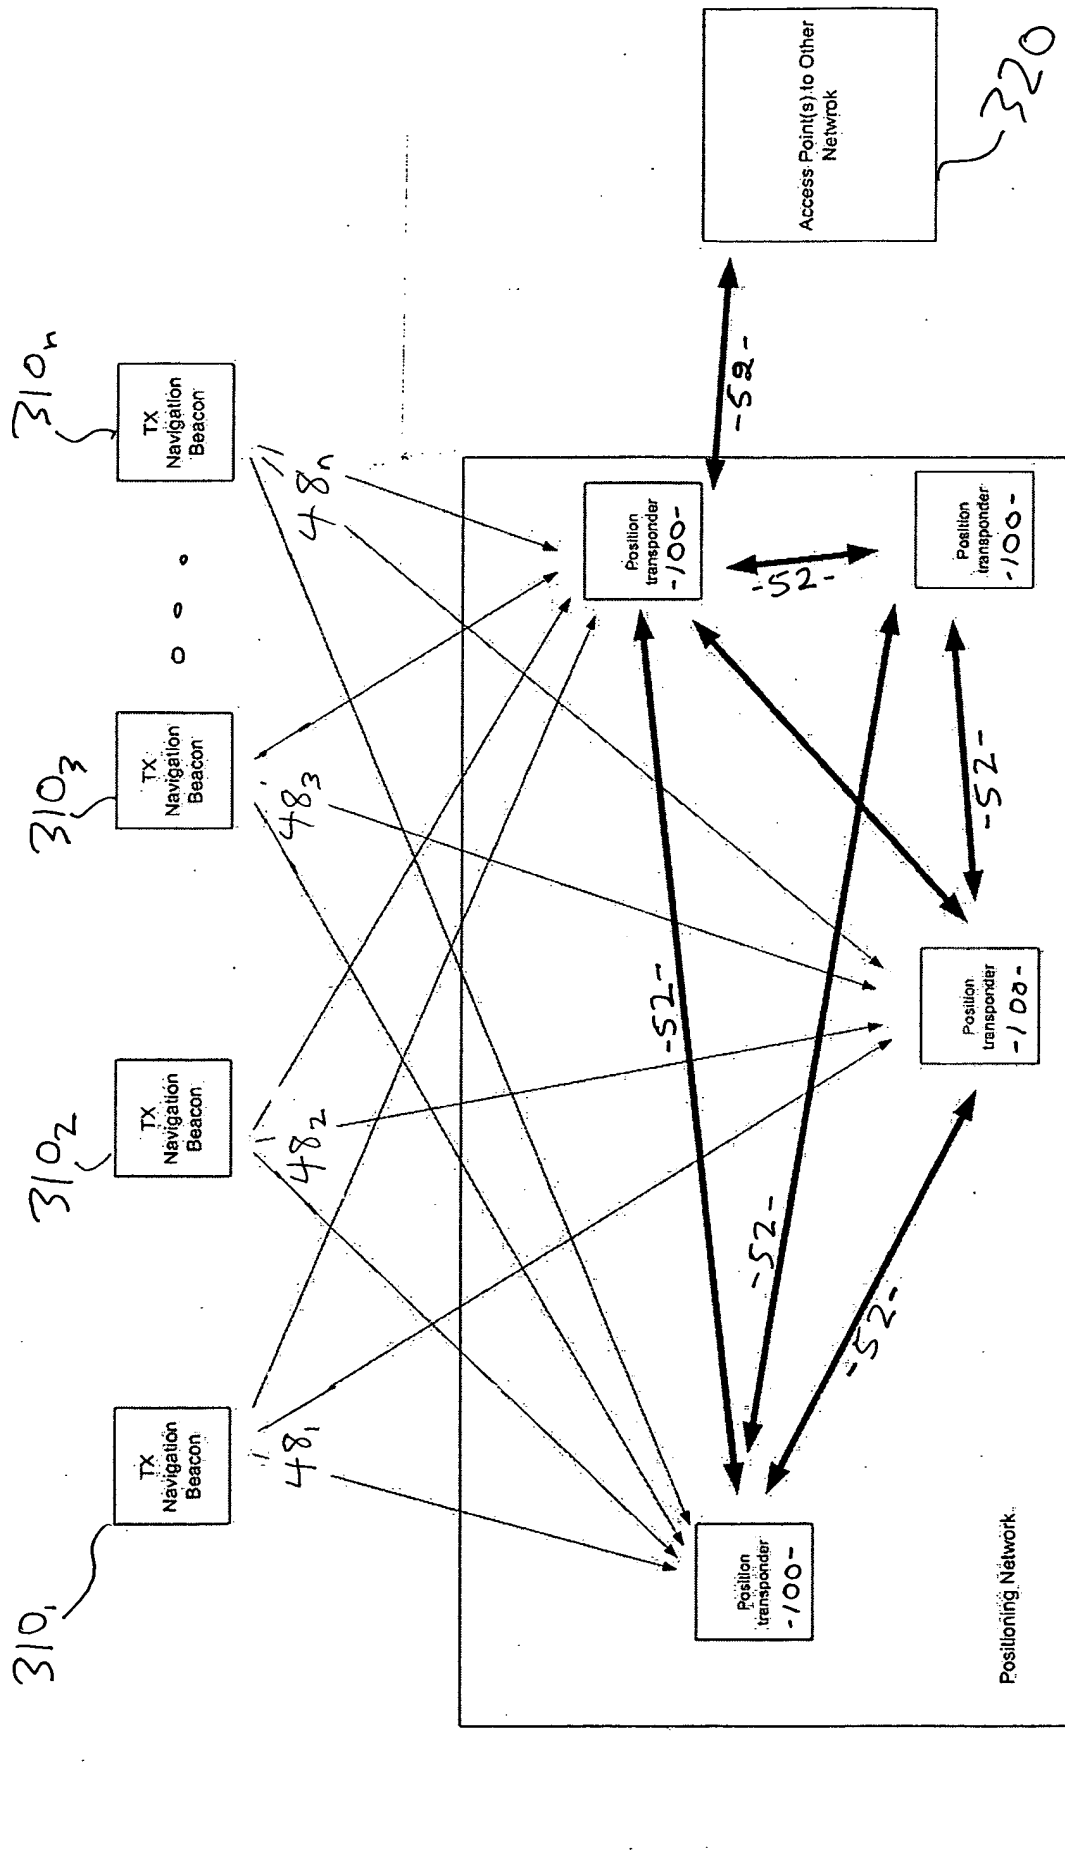 310₁
310₂
310₃
310ₙ
TX
Navigation
Beacon
TX
Navigation
Beacon
TX
Navigation
Beacon
TX
Navigation
Beacon
48₁
48₂
48₃
48ₙ
Position
transponder
-100-
Position
transponder
-100-
Position
transponder
-100-
Position
transponder
-100-
-52-
-52-
-52-
-52-
-52-
-52-
Access Point(s) to Other
Netwrok
320
Positioning Network